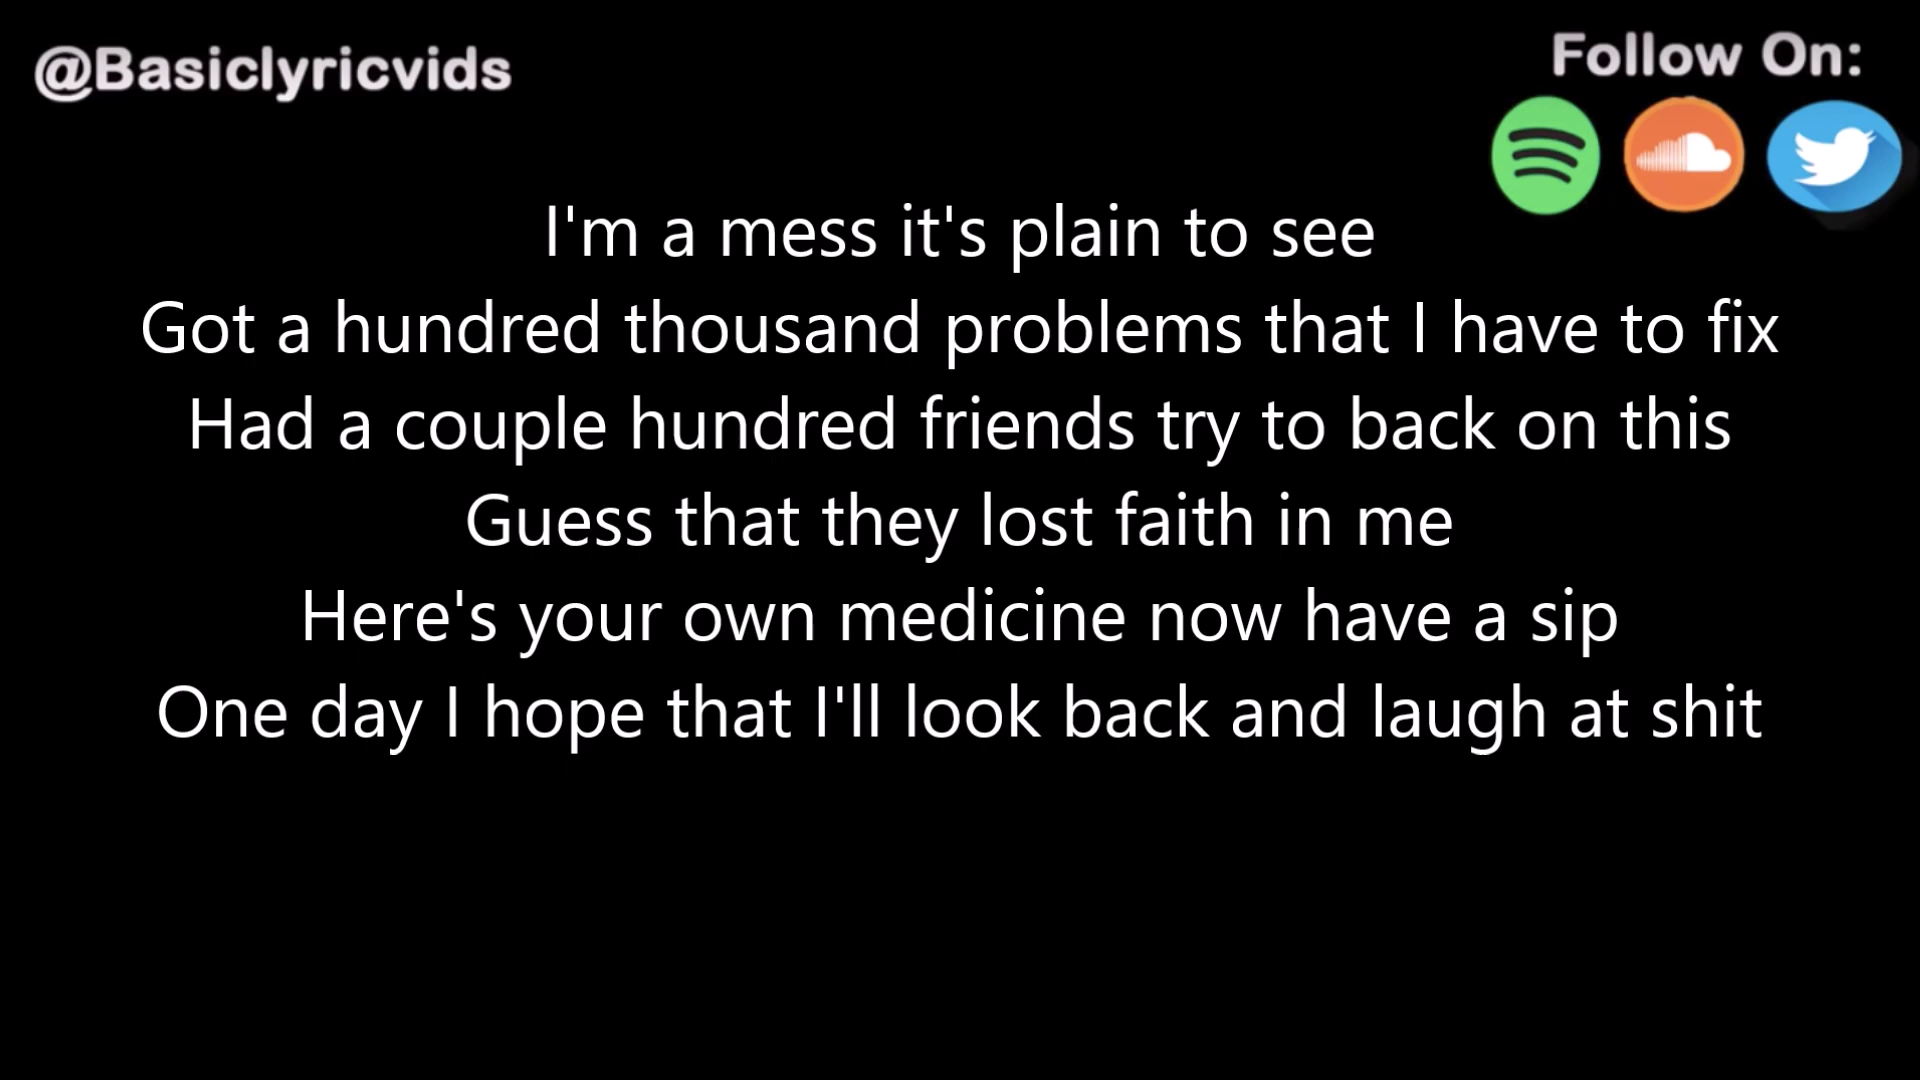 @Basiclyricvids
Follow On:
I'm a mess it's plain to see
Got a hundred thousand problems that I have to fix
Had a couple hundred friends try to back on this
Guess that they lost faith in me
Here's your own medicine now have a sip
One day I hope that I'll look back and laugh at shit